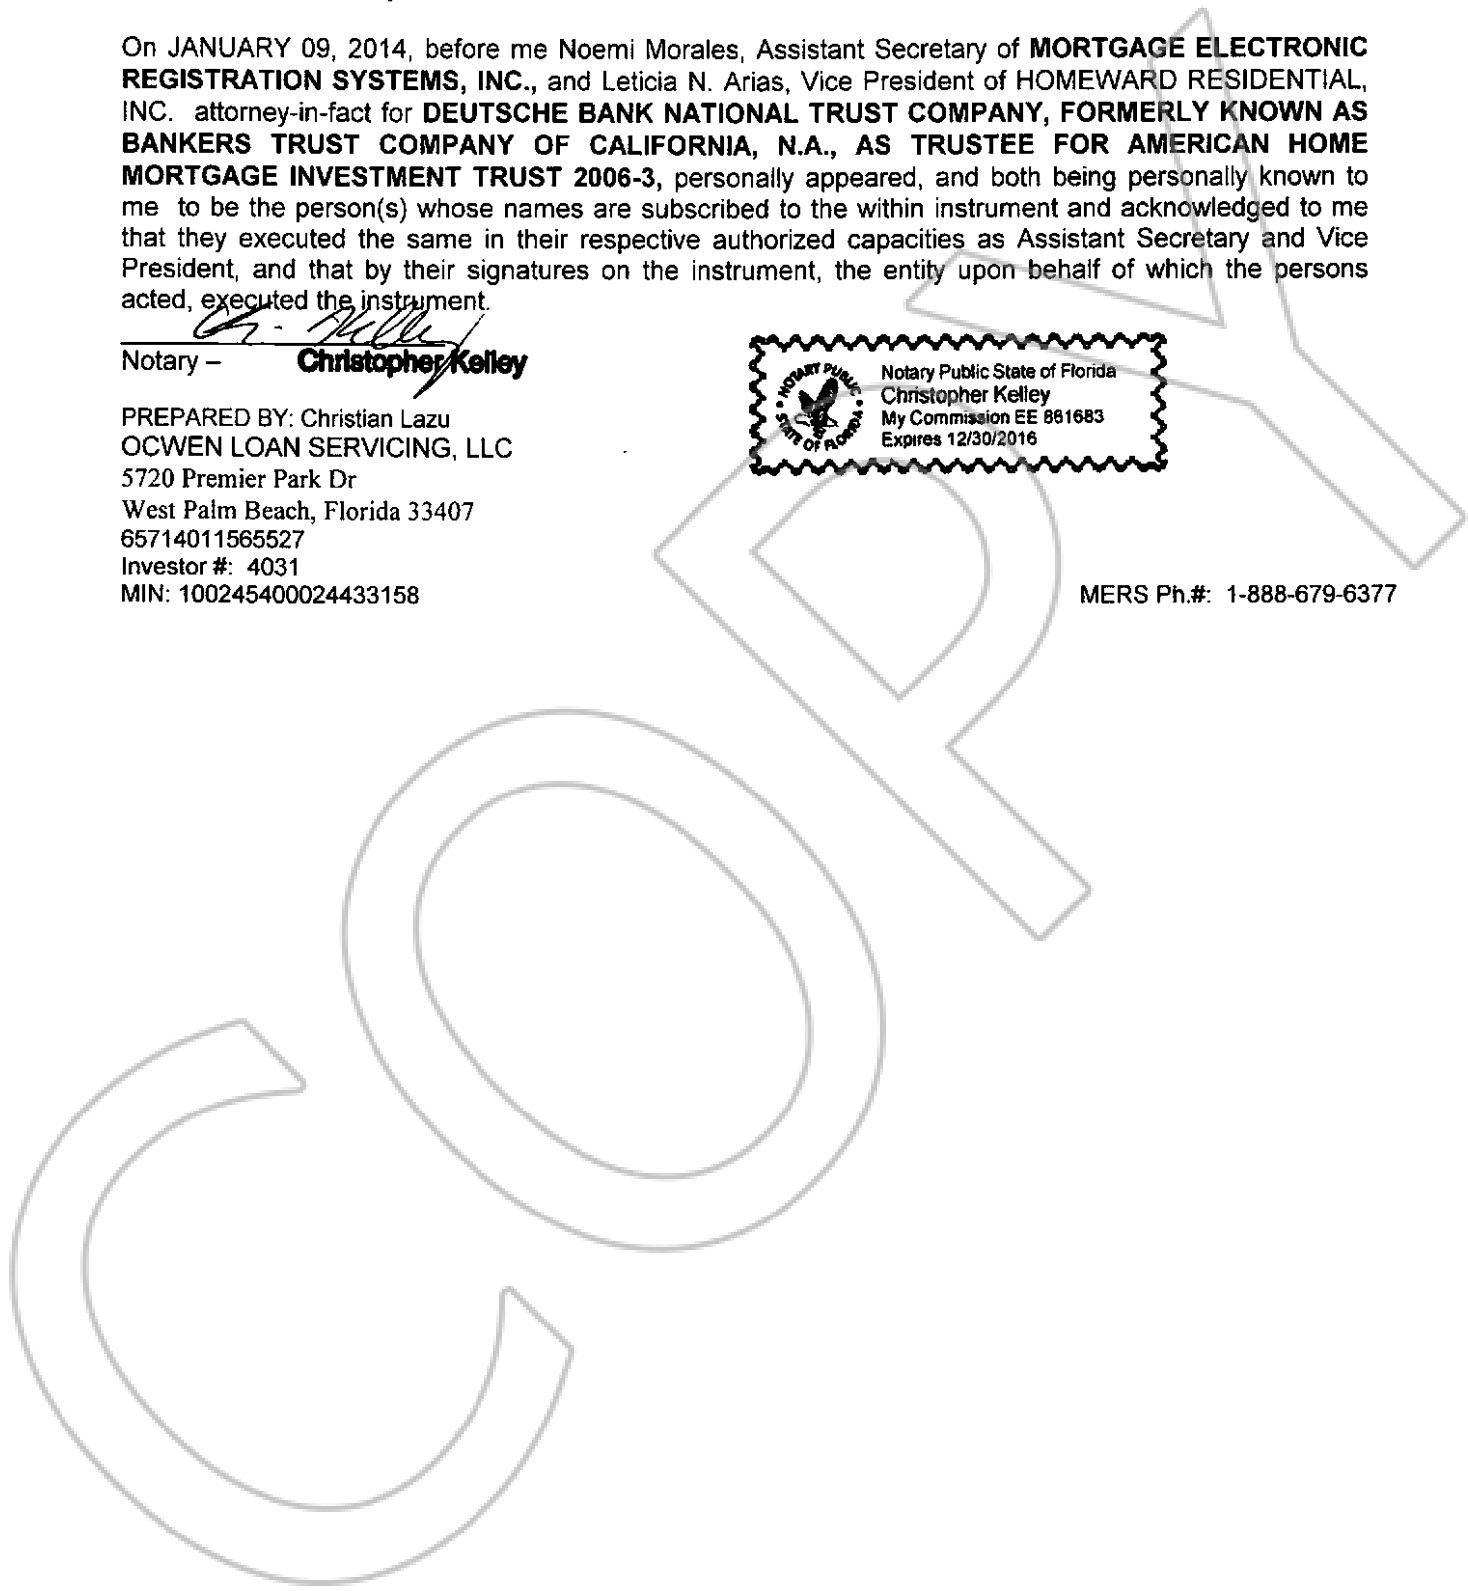 On JANUARY 09, 2014, before me Noemi Morales, Assistant Secretary of MORTGAGE ELECTRONIC
REGISTRATION SYSTEMS, INC., and Leticia N. Arias, Vice President of HOMEWARD RESIDENTIAL,
INC. attorney-in-fact for DEUTSCHE BANK NATIONAL TRUST COMPANY, FORMERLY KNOWN AS
BANKERS TRUST COMPANY OF CALIFORNIA, N.A., AS TRUSTEE FOR AMERICAN HOME
MORTGAGE INVESTMENT TRUST 2006-3, personally appeared, and both being personally known to
me to be the person(s) whose names are subscribed to the within instrument and acknowledged to me
that they executed the same in their respective authorized capacities as Assistant Secretary and Vice
President, and that by their signatures on the instrument, the entity upon behalf of which the persons
acted, executed the instrument.
Notary – Christopher Kelley
NOTARY PUBLIC
STATE OF FLORIDA
Notary Public State of Florida
Christopher Kelley
My Commission EE 861683
Expires 12/30/2016
PREPARED BY: Christian Lazu
OCWEN LOAN SERVICING, LLC
5720 Premier Park Dr
West Palm Beach, Florida 33407
65714011565527
Investor #: 4031
MIN: 100245400024433158
MERS Ph.#: 1-888-679-6377
COPY